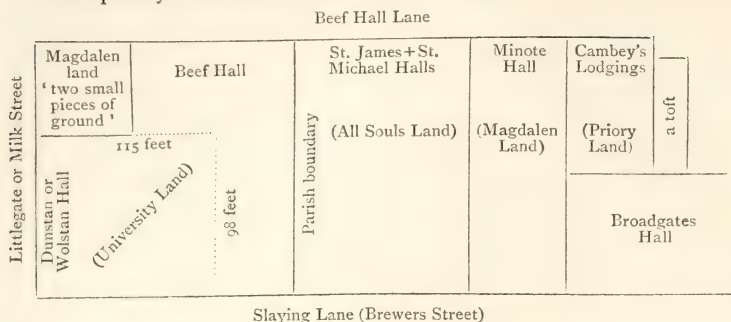 Beef Hall Lane
Littlegate or Milk Street
Magdalen
land
' two small
pieces of
ground '
Beef Hall
St. James+St.
Michael Halls
Minote
Hall
Cambey's
Lodgings
a toft
115 feet
98 feet
Dunstan or
Wolstan Hall
(University Land)
Parish boundary
(All Souls Land)
(Magdalen
Land)
(Priory
Land)
Broadgates
Hall
Slaying Lane (Brewers Street)